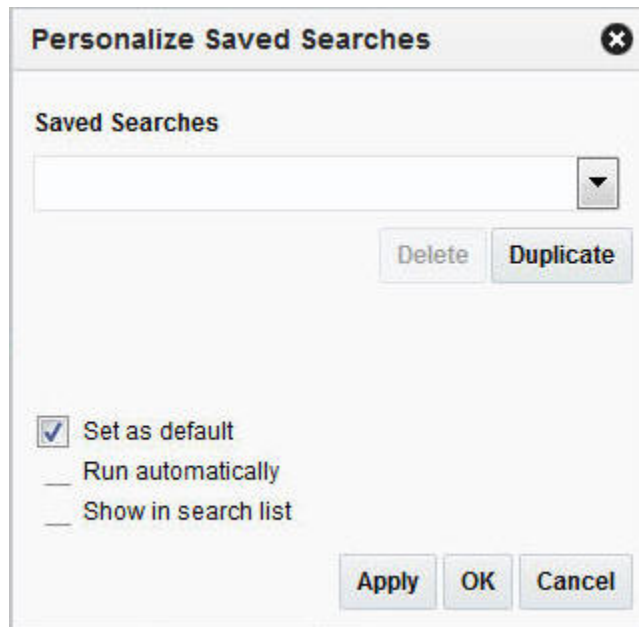 Personalize Saved Searches
Saved Searches
Delete Duplicate
Set as default
Run automatically
Show in search list
Apply OK Cancel